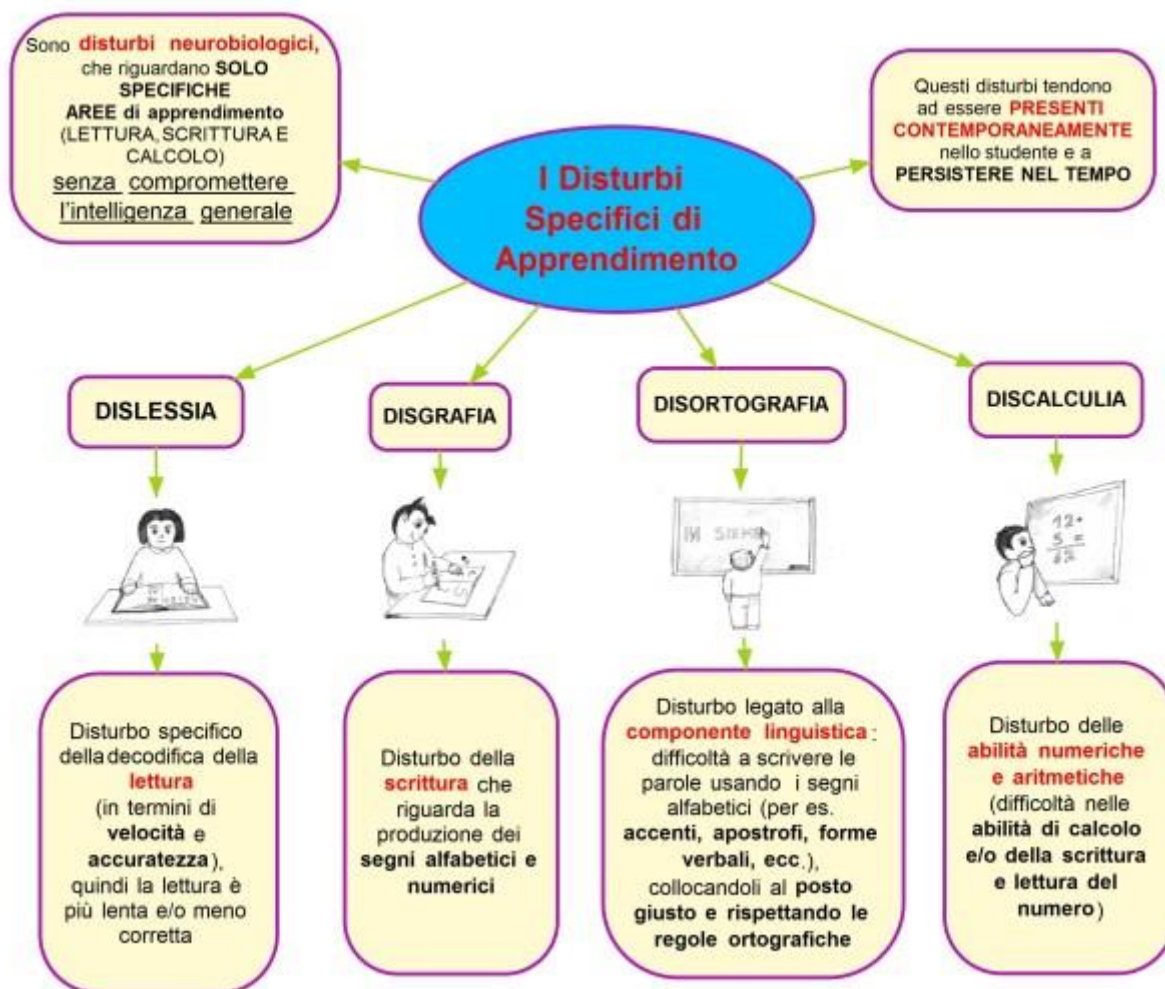 Sono disturbi neurobiologici,
che riguardano SOLO
SPECIFICHE
AREE di apprendimento
(LETTURA, SCRITTURA E
CALCOLO)
senza compromettere
l'intelligenza generale
Questi disturbi tendono
ad essere PRESENTI
CONTEMPORANEAMENTE
nello studente e a
PERSISTERE NEL TEMPO
I Disturbi
Specifici di
Apprendimento
DISLESSIA
DISGRAFIA
DISORTOGRAFIA
DISCALCULIA
12+
5 =
62
Disturbo specifico
della decodifica della
lettura
(in termini di
velocità e
accuratezza),
quindi la lettura è
più lenta e/o meno
corretta
Disturbo della
scrittura che
riguarda la
produzione dei
segni alfabetici e
numerici
Disturbo legato alla
componente linguistica :
difficoltà a scrivere le
parole usando i segni
alfabetici (per es.
accenti, apostrofi, forme
verbali, ecc.),
collocandoli al posto
giusto e rispettando le
regole ortografiche
Disturbo delle
abilità numeriche
e aritmetiche
(difficoltà nelle
abilità di calcolo
e/o della scrittura
e lettura del
numero)